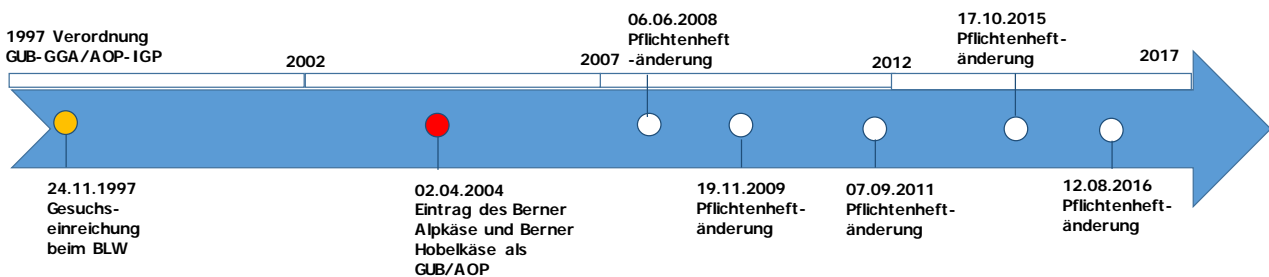 1997 Verordnung
GUB-GGA/AOP-IGP
2002
2007
06.06.2008
Pflichtenheft
-änderung
2012
17.10.2015
Pflichtenheft-
änderung
2017
24.11.1997
Gesuchs-
einreichung
beim BLW
02.04.2004
Eintrag des Berner
Alpkäse und Berner
Hobelkäse als
GUB/AOP
19.11.2009
Pflichtenheft-
änderung
07.09.2011
Pflichtenheft-
änderung
12.08.2016
Pflichtenheft-
änderung